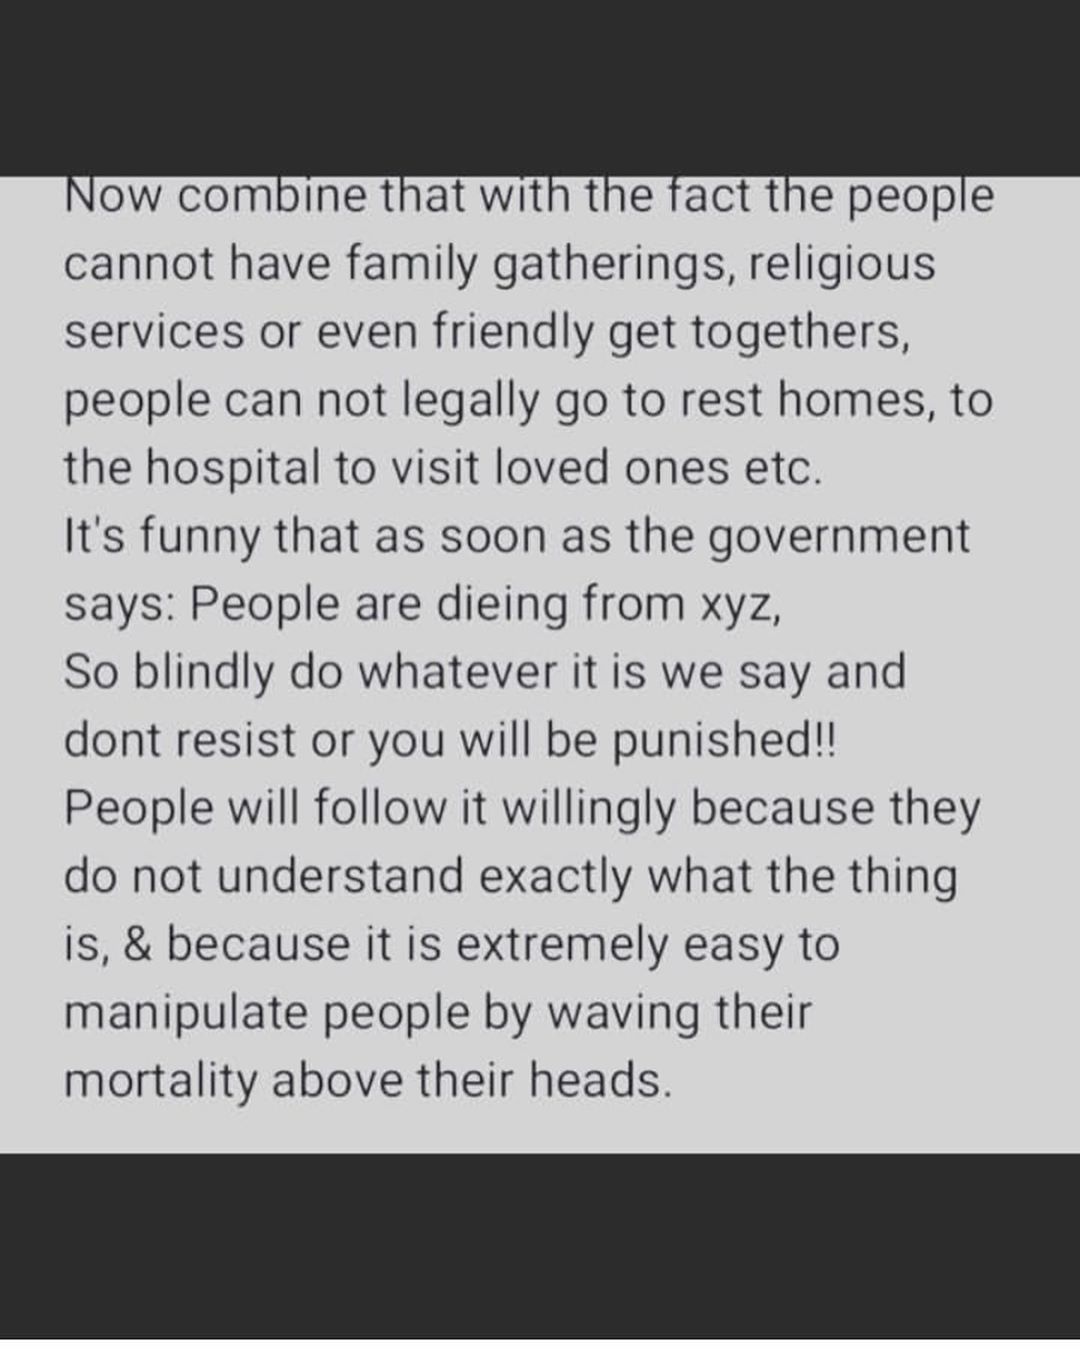 Now combine that with the fact the people
cannot have family gatherings, religious
services or even friendly get togethers,
people can not legally go to rest homes, to
the hospital to visit loved ones etc.
It's funny that as soon as the government
says: People are dieing from xyz,
So blindly do whatever it is we say and
dont resist or you will be punished!!
People will follow it willingly because they
do not understand exactly what the thing
is, & because it is extremely easy to
manipulate people by waving their
mortality above their heads.